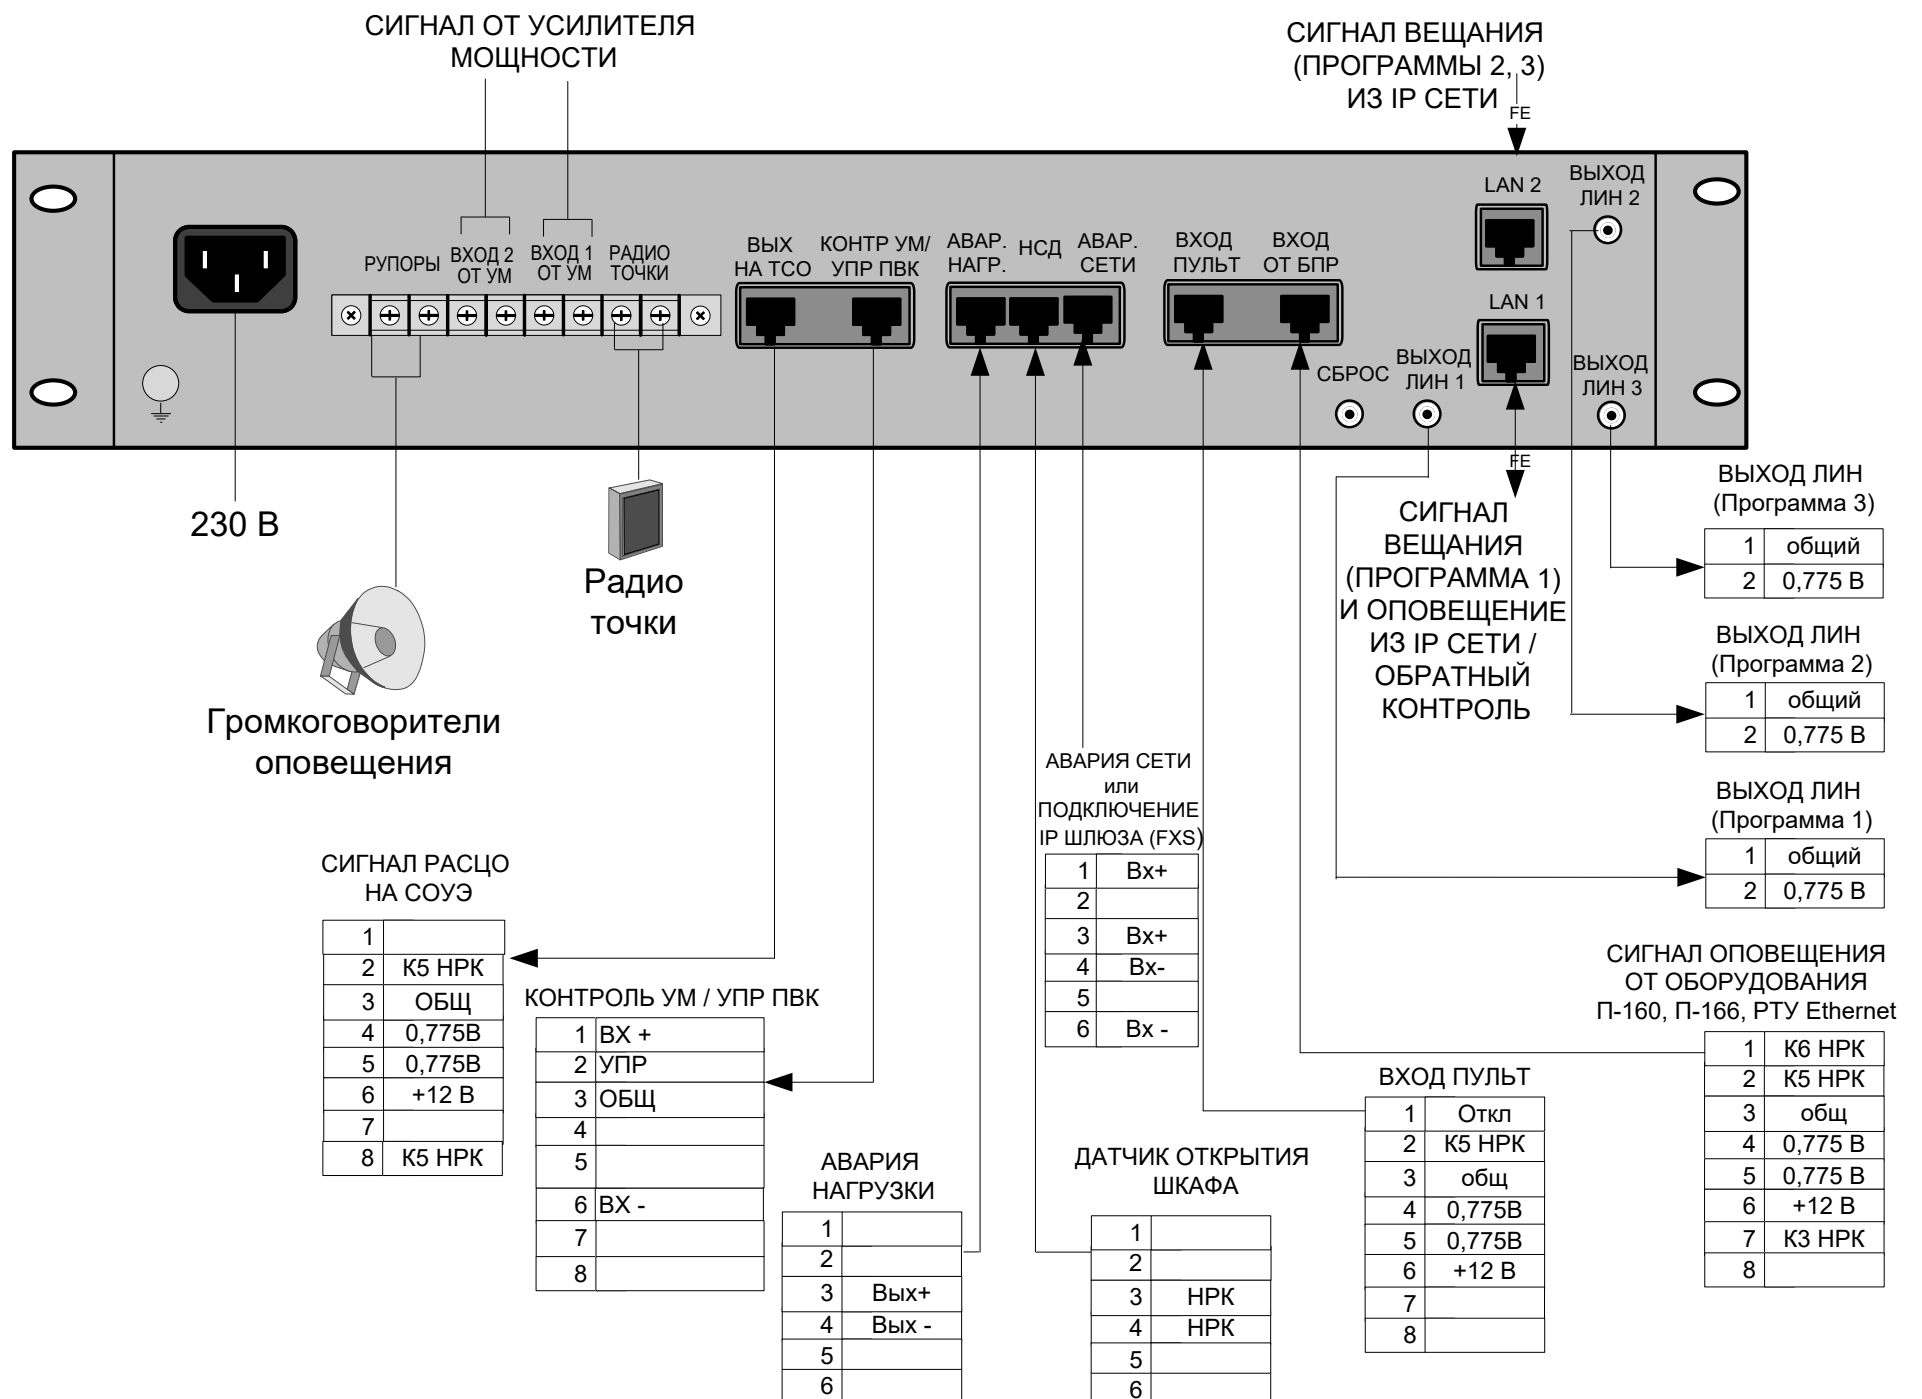 СИГНАЛ ОТ УСИЛИТЕЛЯ
МОЩНОСТИ
СИГНАЛ ВЕЩАНИЯ
(ПРОГРАММЫ 2, 3)
ИЗ IP СЕТИ
FE
РУПОРЫ
ВХОД 2
ОТ УМ
ВХОД 1
ОТ УМ
РАДИО
ТОЧКИ
ВЫХ
НА ТСО
КОНТР УМ/
УПР ПВК
АВАР.
НАГР.
НСД
АВАР.
СЕТИ
ВХОД
ПУЛЬТ
ВХОД
ОТ БПР
LAN 2
ВЫХОД
ЛИН 2
LAN 1
СБРОС
ВЫХОД
ЛИН 1
ВЫХОД
ЛИН 3
FE
230 В
Радио
точки
Громкоговорители
оповещения
СИГНАЛ
ВЕЩАНИЯ
(ПРОГРАММА 1)
И ОПОВЕЩЕНИЕ
ИЗ IP СЕТИ /
ОБРАТНЫЙ
КОНТРОЛЬ
ВЫХОД ЛИН
(Программа 3)
1 общий
2 0,775 В
ВЫХОД ЛИН
(Программа 2)
1 общий
2 0,775 В
ВЫХОД ЛИН
(Программа 1)
1 общий
2 0,775 В
СИГНАЛ РАСЦО
НА СОУЭ
1
2 К5 НРК
3 ОБЩ
4 0,775В
5 0,775В
6 +12 В
7
8 К5 НРК
КОНТРОЛЬ УМ / УПР ПВК
1 ВХ +
2 УПР
3 ОБЩ
4
5
6 ВХ -
7
8
АВАРИЯ
НАГРУЗКИ
1
2
3 Вых+
4 Вых -
5
6
АВАРИЯ СЕТИ
или
ПОДКЛЮЧЕНИЕ
IP ШЛЮЗА (FXS)
1 Вх+
2
3 Вх+
4 Вх-
5
6 Вх -
ДАТЧИК ОТКРЫТИЯ
ШКАФА
1
2
3 НРК
4 НРК
5
6
ВХОД ПУЛЬТ
1 Откл
2 К5 НРК
3 общ
4 0,775В
5 0,775В
6 +12 В
7
8
СИГНАЛ ОПОВЕЩЕНИЯ
ОТ ОБОРУДОВАНИЯ
П-160, П-166, РТУ Ethernet
1 К6 НРК
2 К5 НРК
3 общ
4 0,775 В
5 0,775 В
6 +12 В
7 К3 НРК
8